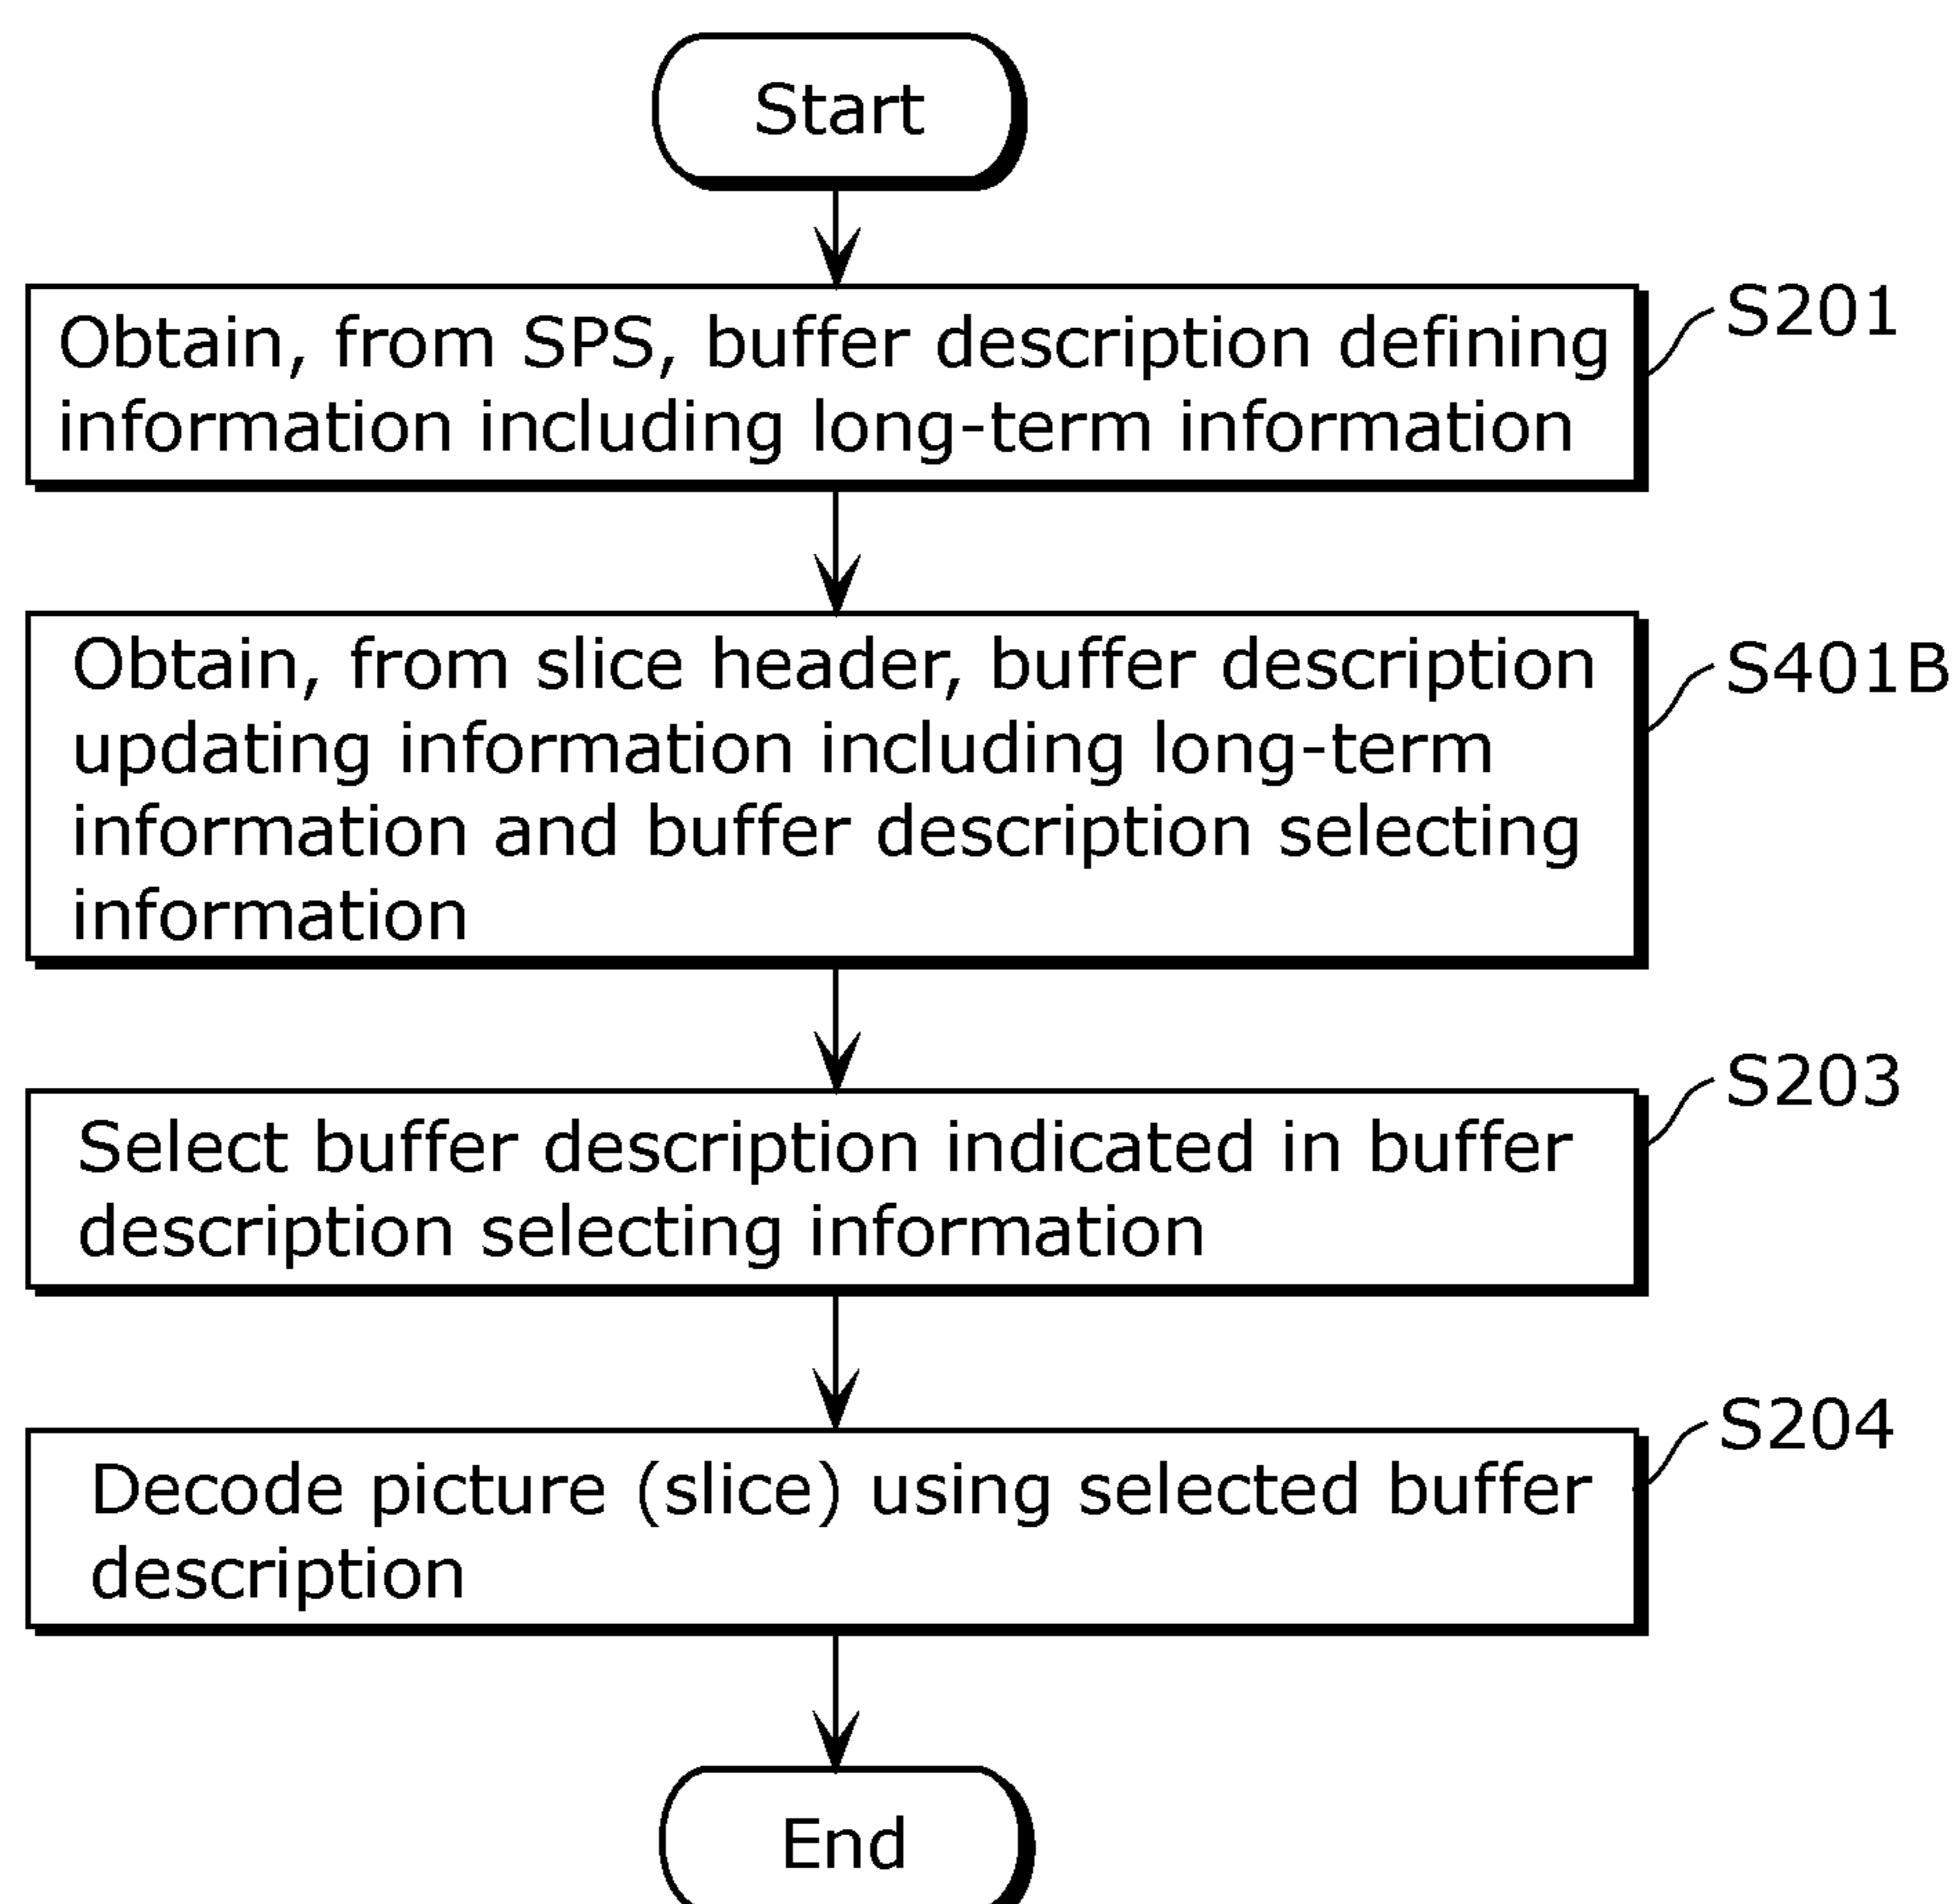 Start
S201
Obtain, from SPS, buffer description defining
information including long-term information
S401B
Obtain, from slice header, buffer description
updating information including long-term
information and buffer description selecting
information
S203
Select buffer description indicated in buffer
description selecting information
S204
Decode picture (slice) using selected buffer
description
End